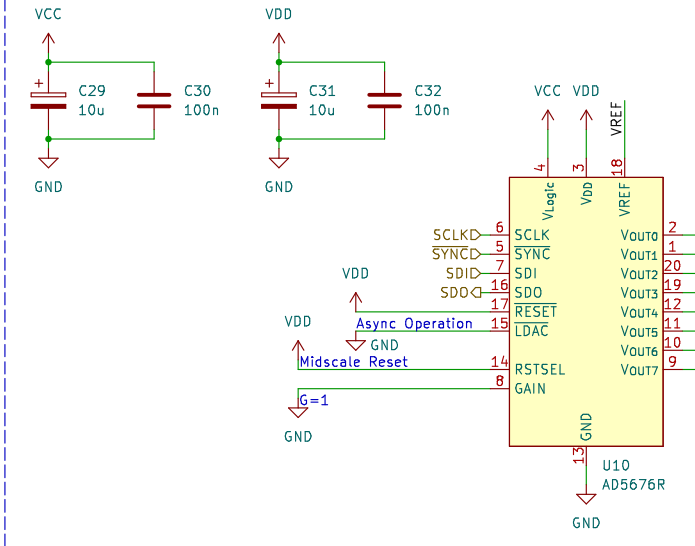 VCC
VDD
+
C29
10u
C30
100n
+
C31
10u
C32
100n
GND
GND
VCC
VDD
VREF
4
3
18
VLogic
VDD
VREF
SCLK
6
SCLK
VOUT0
2
SYNC
5
SYNC
VOUT1
1
SDI
7
SDI
VOUT2
20
SDO
16
SDO
VOUT3
19
VDD
17
RESET
VOUT4
12
Async Operation
15
LDAC
VOUT5
11
GND
VOUT6
10
VDD
Midscale Reset
14
RSTSEL
VOUT7
9
8
GAIN
G=1
GND
GND
13
U10
AD5676R
GND